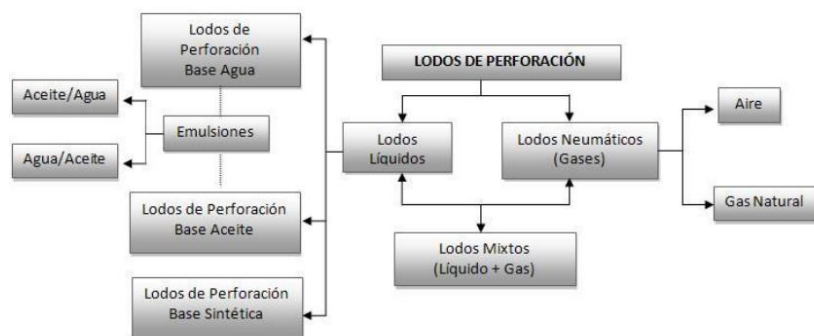 LODOS DE PERFORACIÓN
Lodos de
Perforación
Base Agua
Aceite/Agua
Emulsiones
Agua/Aceite
Lodos
Líquidos
Lodos Neumáticos
(Gases)
Aire
Gas Natural
Lodos de Perforación
Base Aceite
Lodos Mixtos
(Líquido + Gas)
Lodos de Perforación
Base Sintética